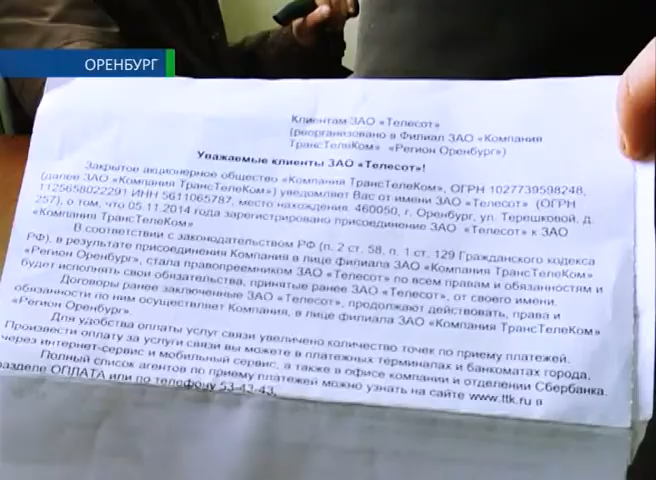 ОРЕНБУРГ
Клиентам ЗАО «Телесот»
(реорганизовано в Филиал ЗАО «Компания
ТрансТелеКом» «Регион Оренбург»)
Уважаемые клиенты ЗАО «Телесот»!
Закрытое акционерное общество «Компания ТрансТелеКом», ОГРН 1027739598248,
(далее ЗАО «Компания ТрансТелеКом») уведомляет Вас от имени ЗАО «Телесот» (ОГРН
1125658022291 ИНН 5611065787, место нахождения: 460050, г. Оренбург, ул. Терешковой, д.
257), о том, что 05.11.2014 года зарегистрировано присоединение ЗАО «Телесот» к ЗАО
«Компания ТрансТелеКом»
В соответствии с законодательством РФ (п. 2 ст. 58, п. 1 ст. 129 Гражданского кодекса
РФ), в результате присоединения Компания в лице филиала ЗАО «Компания ТрансТелеКом»
«Регион Оренбург», стала правопреемником ЗАО «Телесот» по всем правам и обязанностям и
будет исполнять свои обязательства, принятые ранее ЗАО «Телесот», от своего имени.
Договоры ранее заключенные ЗАО «Телесот», продолжают действовать, права и
обязанности по ним осуществляет Компания, в лице филиала ЗАО «Компания ТрансТелеКом»
«Регион Оренбург».
Для удобства оплаты услуг связи увеличено количество точек по приему платежей.
Произвести оплату за услуги связи вы можете в платежных терминалах и банкоматах города,
через интернет-сервис и мобильный сервис, а также в офисе компании и отделении Сбербанка.
Полный список агентов по приему платежей можно узнать на сайте www.ttk.ru в
разделе ОПЛАТА или по телефону 53-43-43.